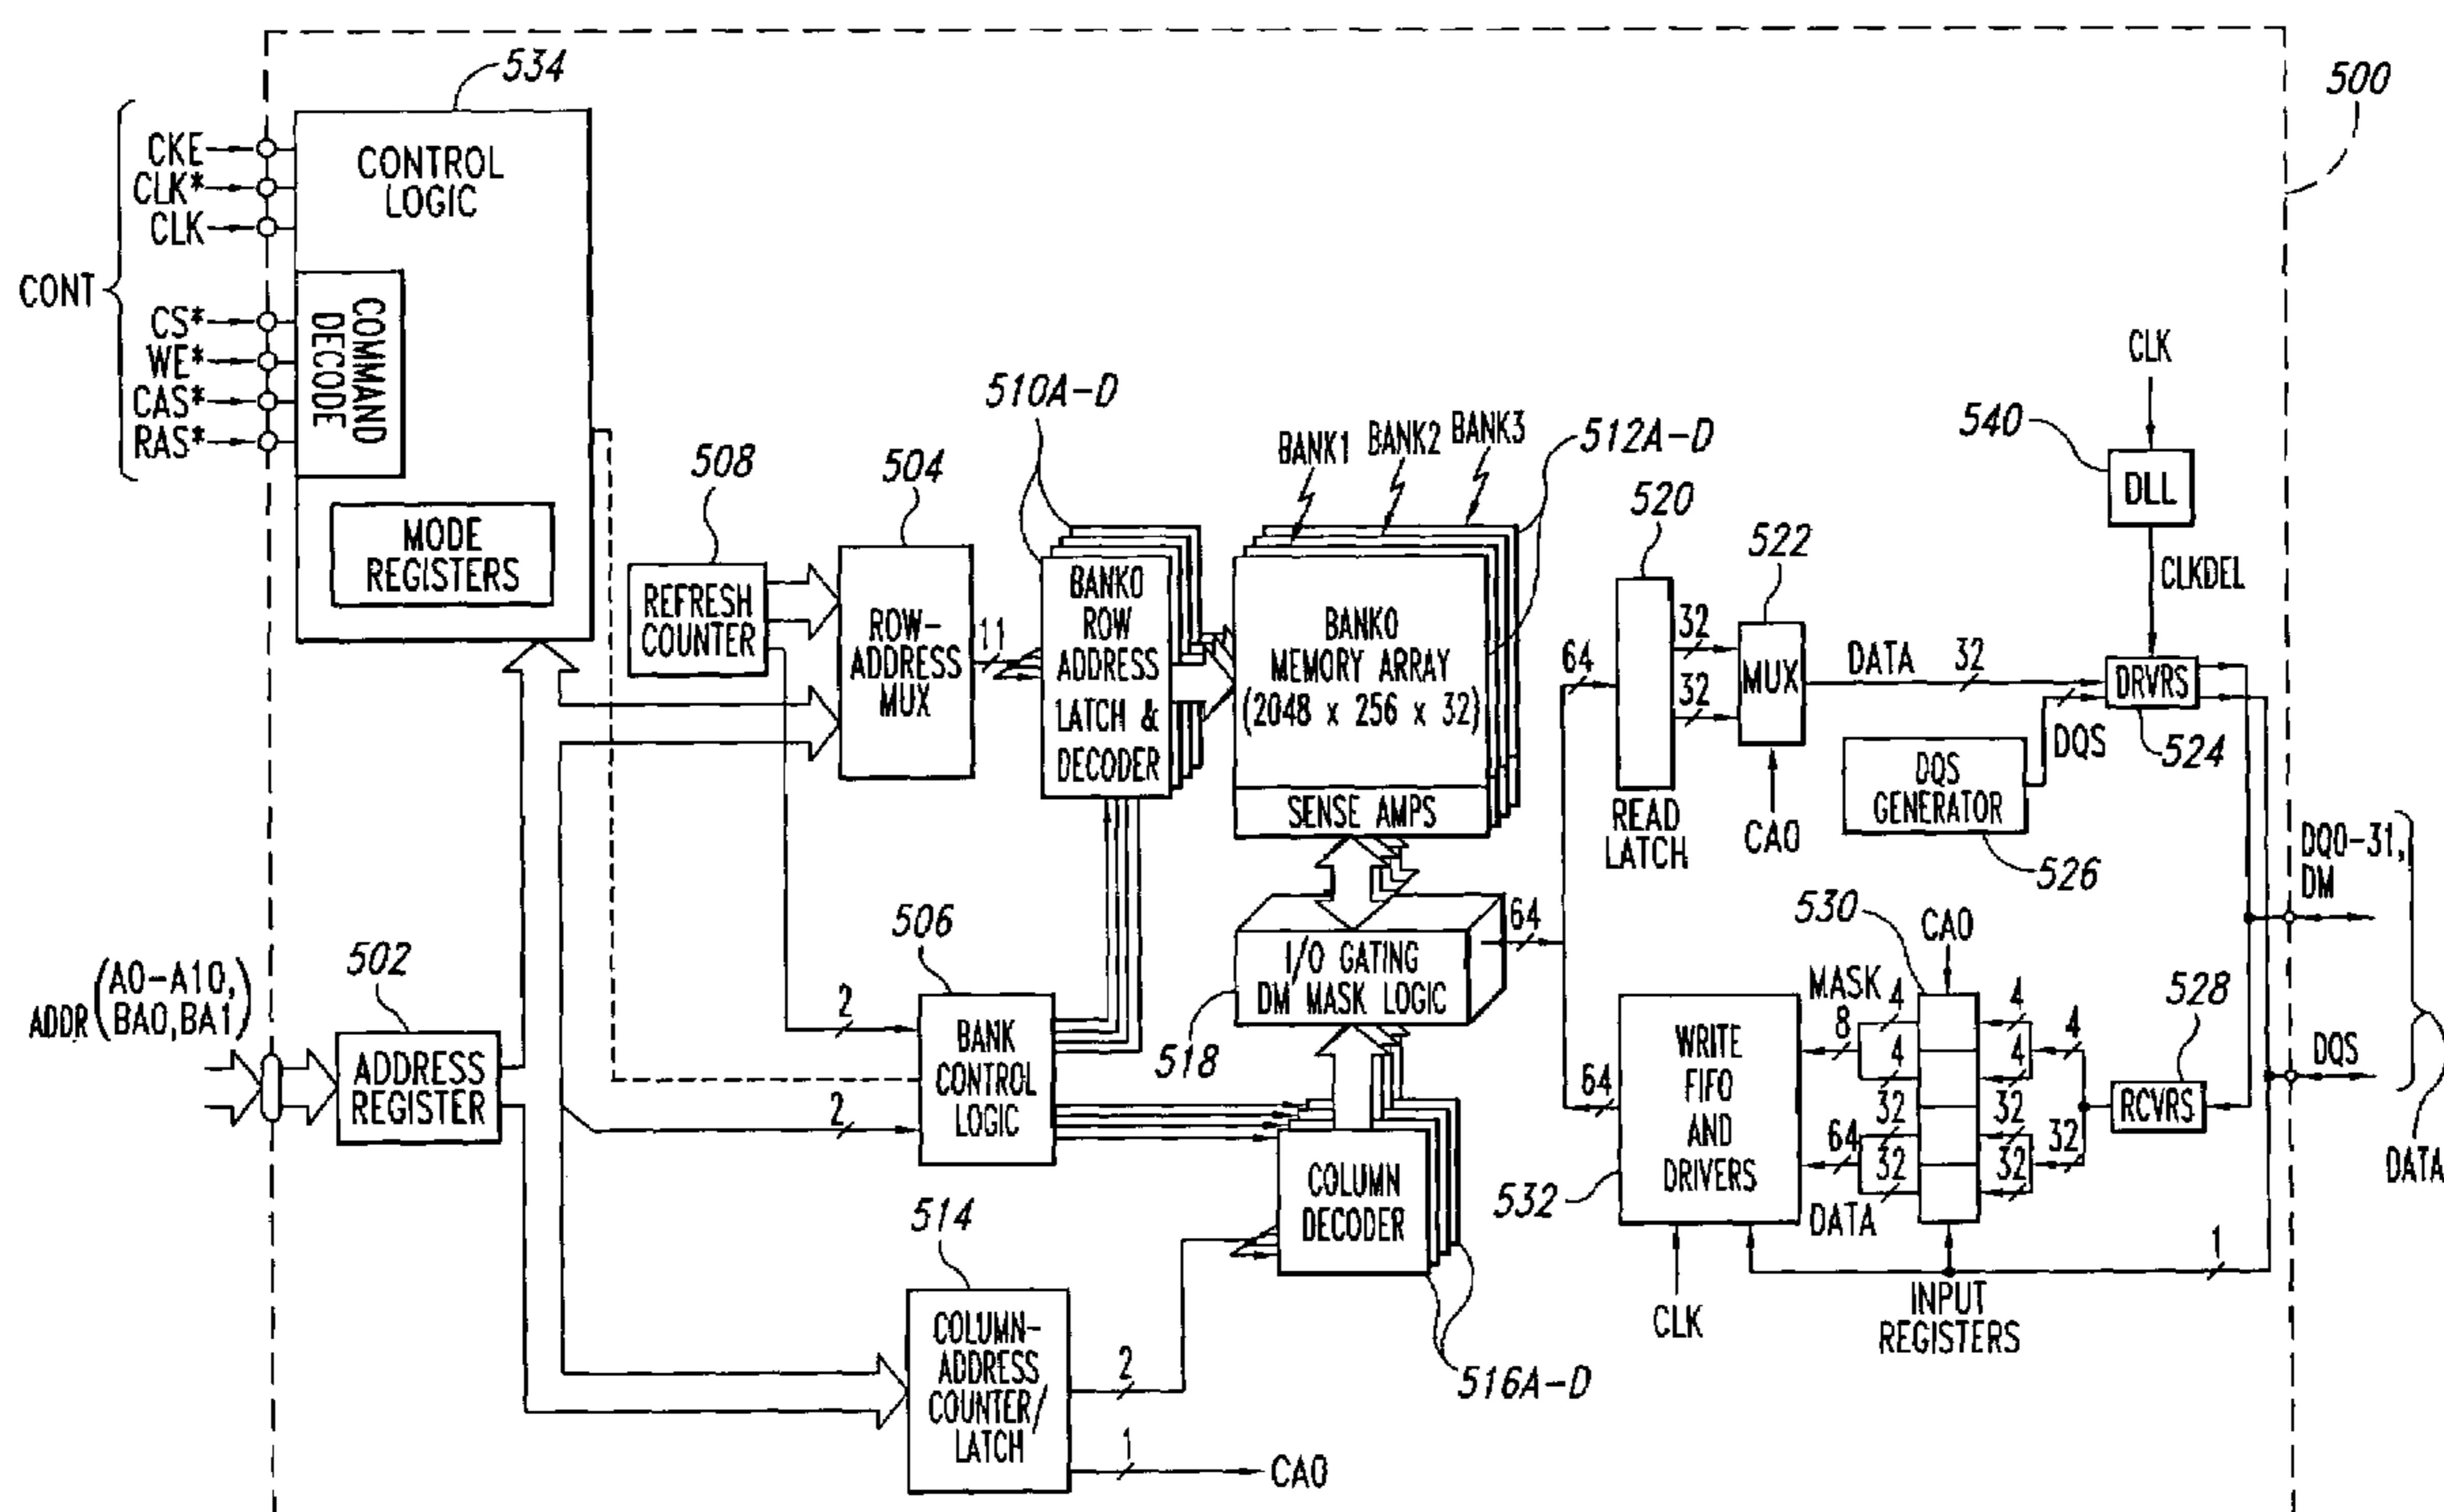 534
500
CKE
CLK*
CLK
CONT
CS*
WE*
CAS*
RAS*
CONTROL
LOGIC
COMMAND
DECODE
MODE
REGISTERS
508
504
510A-D
BANK1
BANK2
BANK3
512A-D
520
522
CLK
540
DLL
CLKDEL
REFRESH
COUNTER
ROW-
ADDRESS
MUX
11
BANK0
ROW
ADDRESS
LATCH &
DECODER
BANK0
MEMORY ARRAY
(2048 x 256 x 32)
SENSE AMPS
64
32
32
READ
LATCH
MUX
CA0
DATA
32
DRVRS
524
DQS
DQS
GENERATOR
526
DQ0-31,
DM
DQS
DATA
ADDR
(A0-A10,
BA0,BA1)
502
ADDRESS
REGISTER
506
2
2
BANK
CONTROL
LOGIC
I/O GATING
DM MASK LOGIC
518
64
64
530
CA0
528
MASK
8
4
4
4
4
4
RCVRS
WRITE
FIFO
AND
DRIVERS
532
64
32
32
32
32
32
DATA
CLK
INPUT
REGISTERS
1
COLUMN
DECODER
516A-D
514
COLUMN-
ADDRESS
COUNTER/
LATCH
2
1
CA0